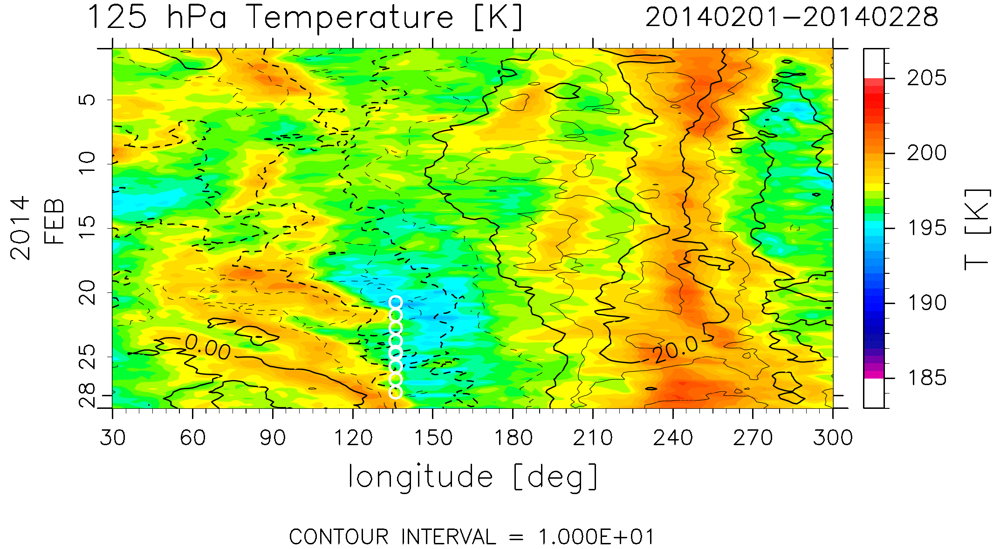 125 hPa Temperature [K] 20140201−20140228
5
10
15
20
25
28
2014
FEB
0.00
20.0
205
200
195
190
185
T [K]
30 60 90 120 150 180 210 240 270 300
longitude [deg]
CONTOUR INTERVAL = 1.000E+01